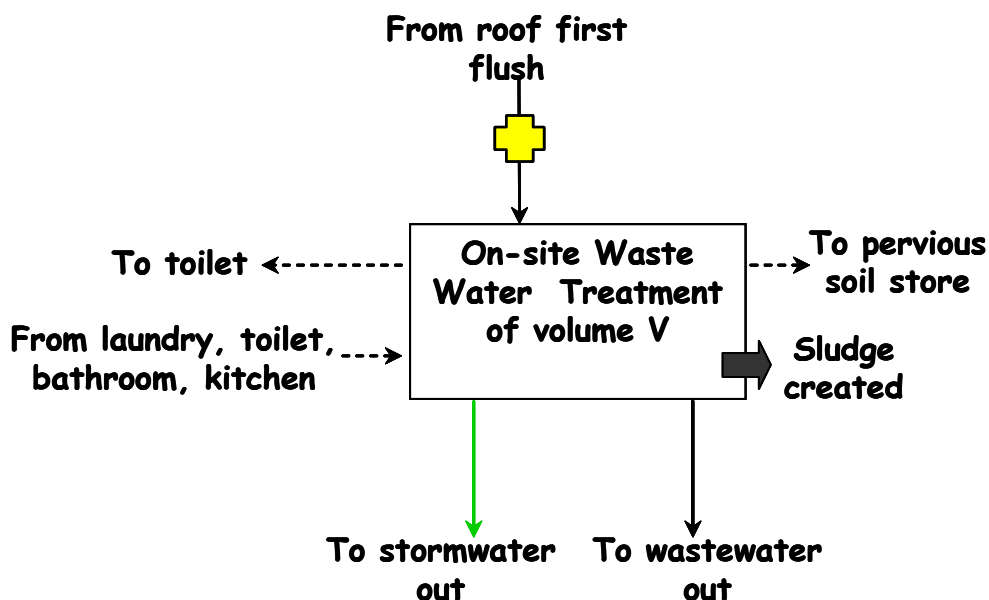 From roof first
flush
On-site Waste
Water Treatment
of volume V
To toilet
From laundry, toilet,
bathroom, kitchen
To pervious
soil store
Sludge
created
To stormwater
out
To wastewater
out